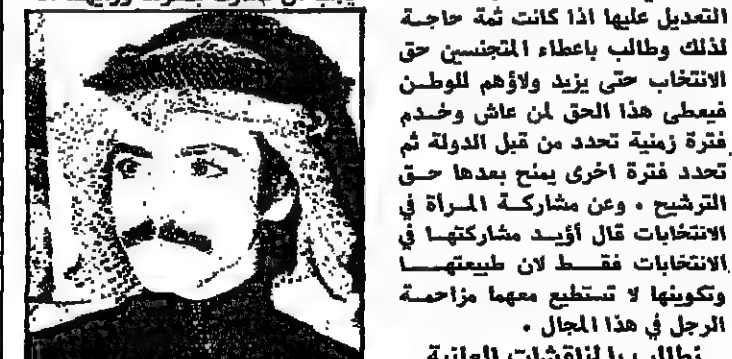 التعديل عليها اذا كانت ثمة حاجة
لذلك وطالب باعطاء المتجنسين حق
الانتخاب حتى يزيد ولاؤهم للوطن
فيعطى هذا الحق لمن عاش وخدم
فترة زمنية تحدد من قبل الدولة ثم
تحدد فترة اخرى يمنح بعدها حق
الترشيح . وعن مشاركة المرأة في
الانتخابات قال أؤيد مشاركتها في
الانتخابات فقط لان طبيعتها
وتكوينها لا تستطيع معهما مزاحمة
الرجل في هذا المجال .